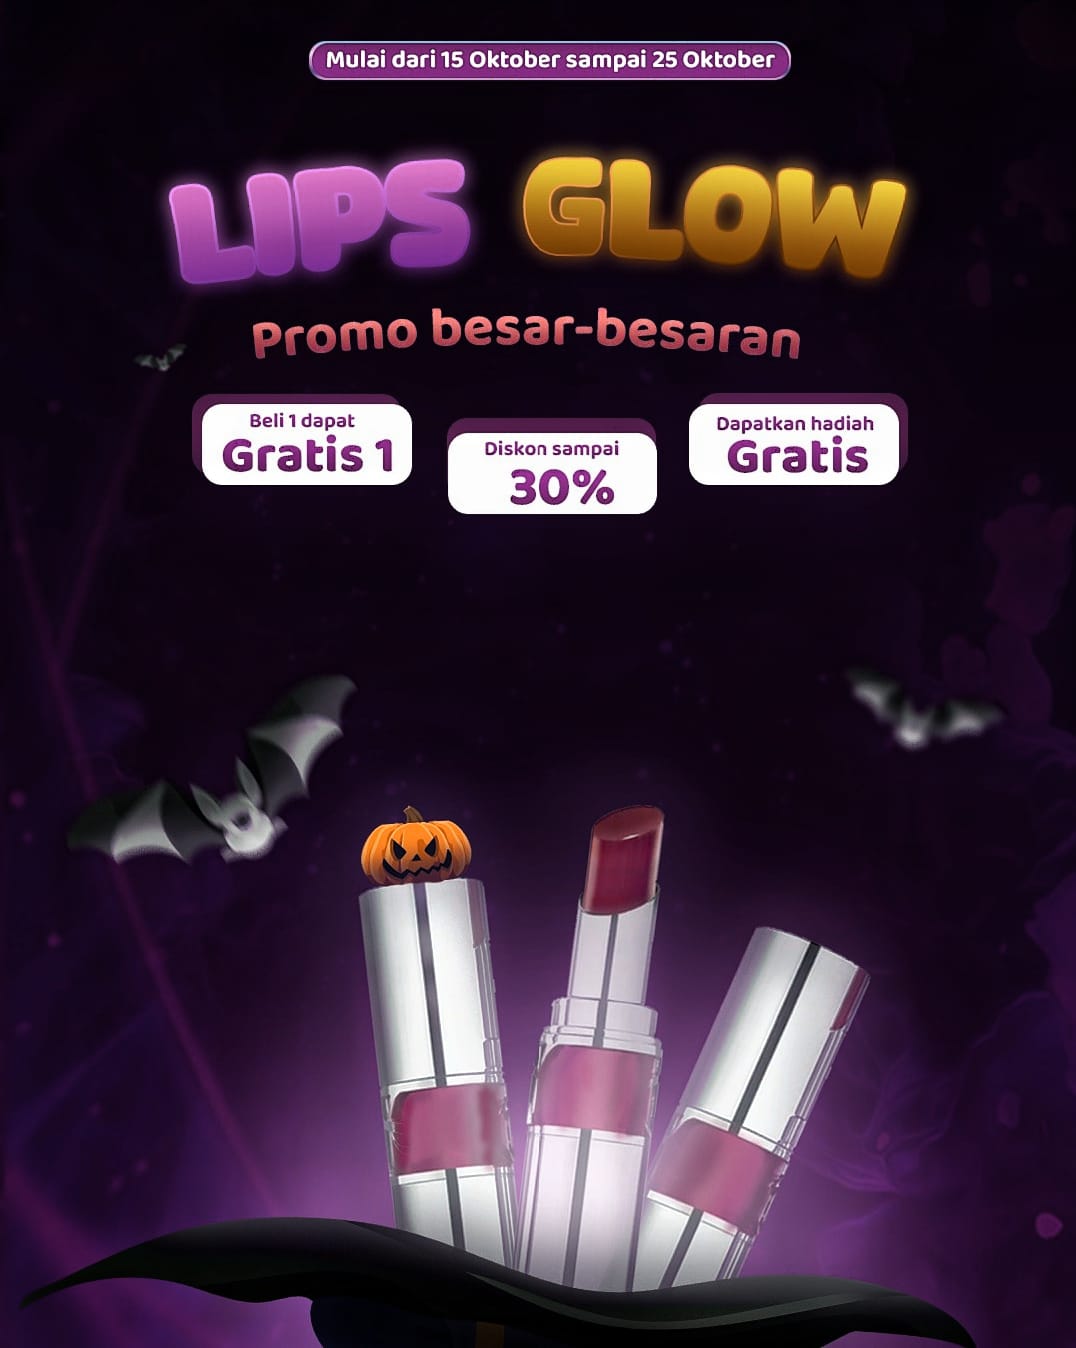 Mulai dari 15 Oktober sampai 25 Oktober
LIPS GLOW
Promo besar-besaran
Beli 1 dapat
Gratis 1
Diskon sampai
30%
Dapatkan hadiah
Gratis